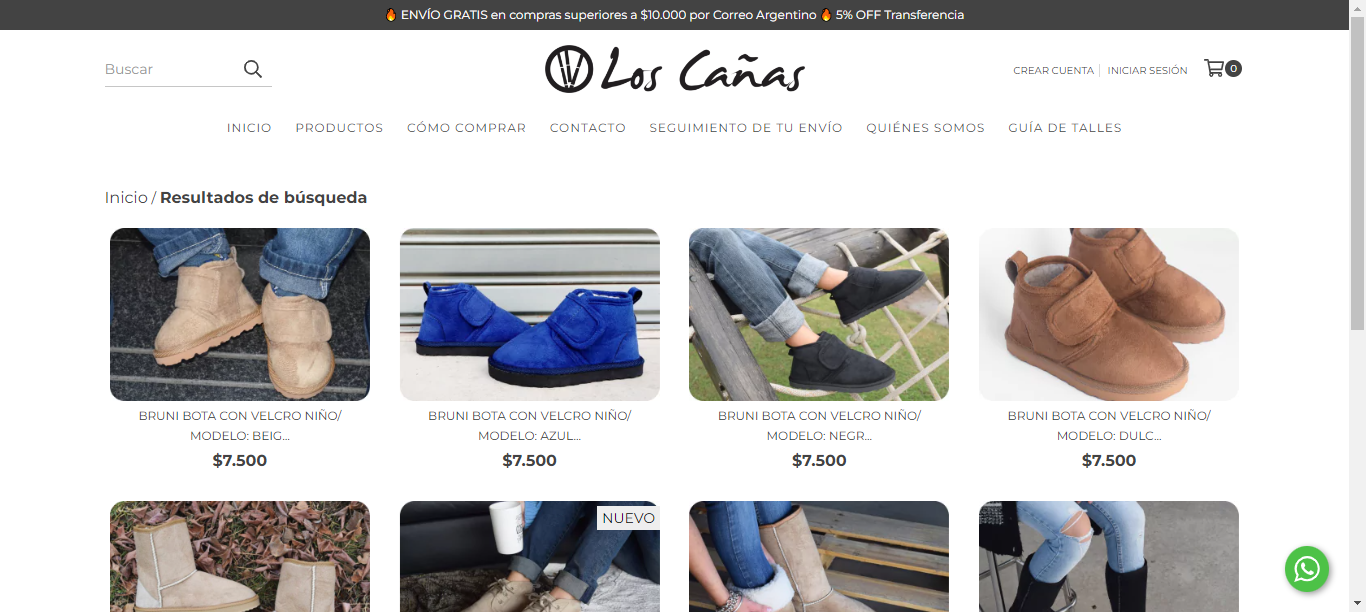 🔥 ENVÍO GRATIS en compras superiores a $10.000 por Correo Argentino 🔥 5% OFF Transferencia
Buscar
Los Cañas
CREAR CUENTA | INICIAR SESIÓN
0
INICIO PRODUCTOS CÓMO COMPRAR CONTACTO SEGUIMIENTO DE TU ENVÍO QUIÉNES SOMOS GUÍA DE TALLES
Inicio / Resultados de búsqueda
BRUNI BOTA CON VELCRO NIÑO/
MODELO: BEIG...
$7.500
BRUNI BOTA CON VELCRO NIÑO/
MODELO: AZUL...
$7.500
BRUNI BOTA CON VELCRO NIÑO/
MODELO: NEGR...
$7.500
BRUNI BOTA CON VELCRO NIÑO/
MODELO: DULC...
$7.500
NUEVO